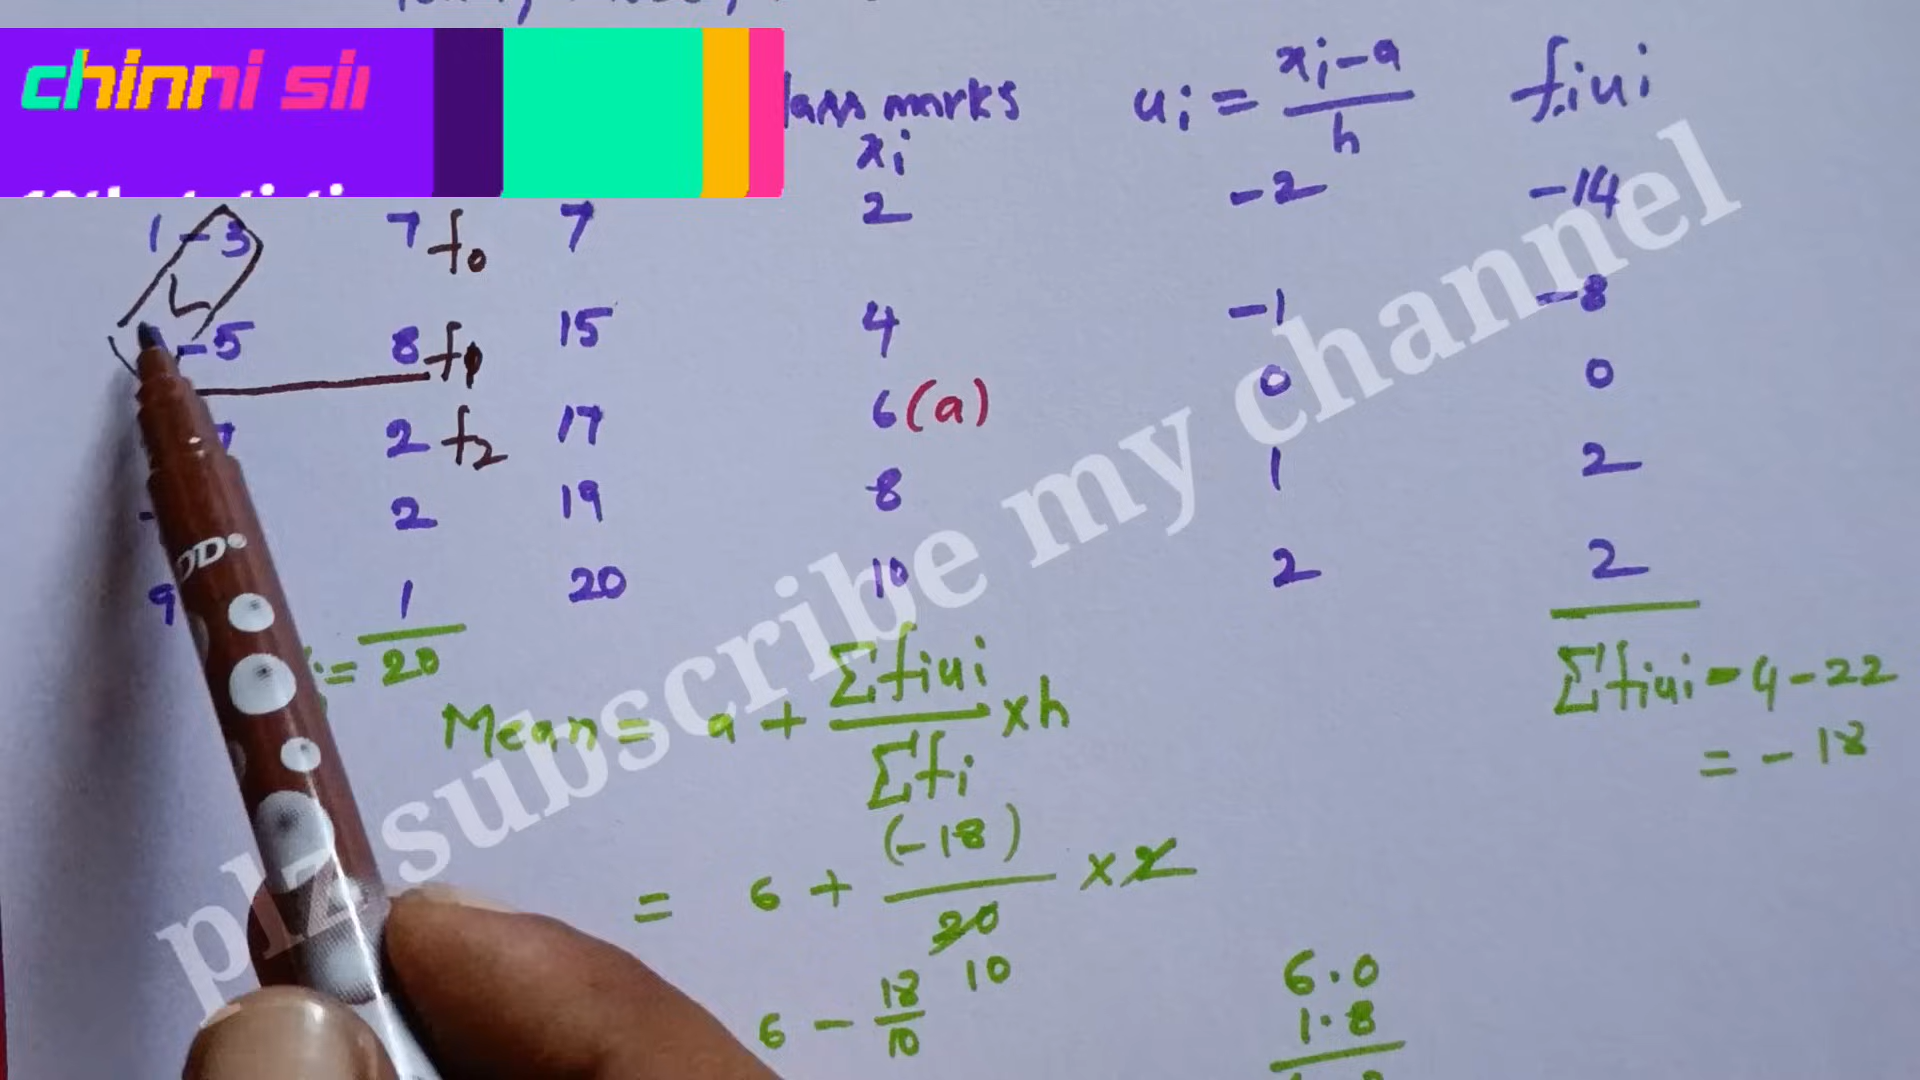 chinni sir
lass marks
xi
ui = xi-a / h
fiui
1-3 7 f0 7 2 -2 -14
-5 8 f1 15 4 -1 -8
2 f2 17 6 (a) 0 0
2 19 8 1 2
9 1 20 10 2 2
= 20
Σfiui = 4-22
= -18
Mean = a + Σfiui / Σfi × h
= 6 + (-18) / 20 × 2
10
6 - 18/10
6.0
1.8
plz subscribe my channel